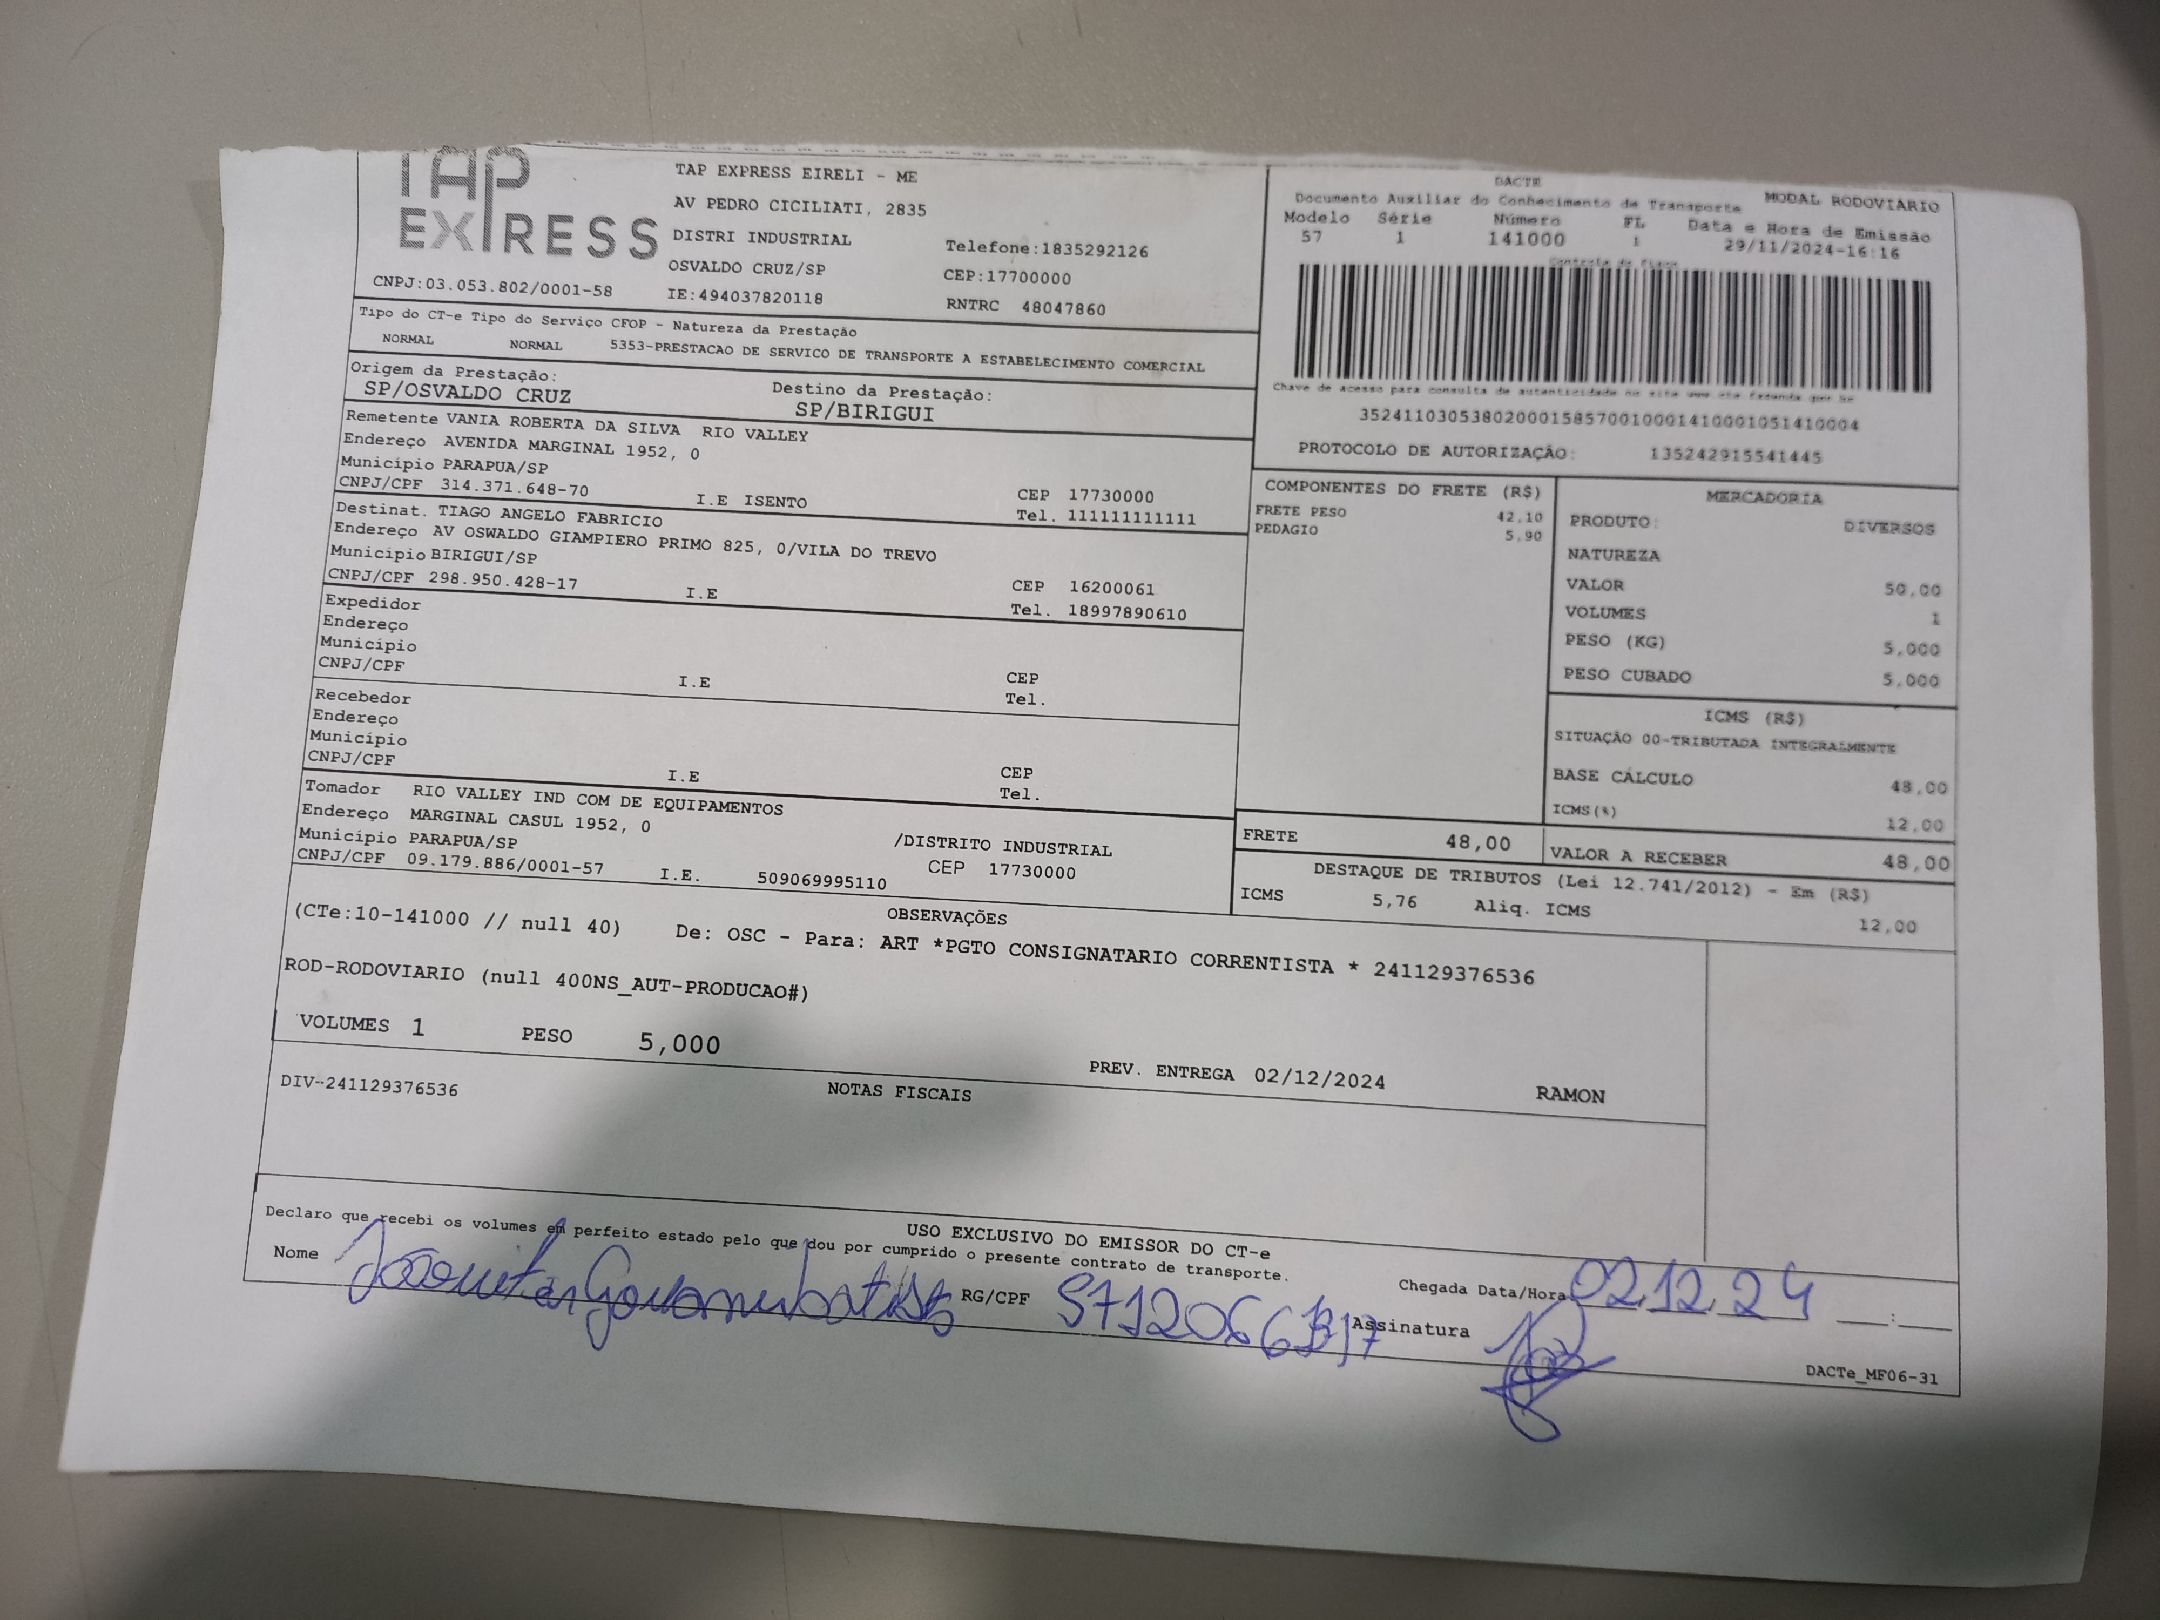 TAP
EXPRESS
CNPJ:03.053.802/0001-58
TAP EXPRESS EIRELI - ME
AV PEDRO CICILIATI, 2835
DISTRI INDUSTRIAL Telefone:1835292126
OSVALDO CRUZ/SP CEP:17700000
IE:494037820118 RNTRC 48047860
DACTE
Documento Auxiliar do Conhecimento de Transporte MODAL RODOVIARIO
Modelo Série Número FL Data e Hora de Emissão
57 1 141000 1 29/11/2024-16:16
Chave de acesso para consulta de autenticidade no site
35241103053802000158570010001410001051410004
PROTOCOLO DE AUTORIZAÇÃO: 135242915541445
Tipo do CT-e Tipo do Serviço CFOP - Natureza da Prestação
NORMAL NORMAL 5353-PRESTACAO DE SERVICO DE TRANSPORTE A ESTABELECIMENTO COMERCIAL
Origem da Prestação: Destino da Prestação:
SP/OSVALDO CRUZ SP/BIRIGUI
Remetente VANIA ROBERTA DA SILVA RIO VALLEY
Endereço AVENIDA MARGINAL 1952, 0
Município PARAPUA/SP CEP 17730000
CNPJ/CPF 314.371.648-70 I.E ISENTO Tel. 111111111111
Destinat. TIAGO ANGELO FABRICIO
Endereço AV OSWALDO GIAMPIERO PRIMO 825, 0/VILA DO TREVO
Município BIRIGUI/SP CEP 16200061
CNPJ/CPF 298.950.428-17 I.E Tel. 18997890610
Expedidor
Endereço
Município CEP
CNPJ/CPF I.E Tel.
Recebedor
Endereço
Município CEP
CNPJ/CPF I.E Tel.
Tomador RIO VALLEY IND COM DE EQUIPAMENTOS
Endereço MARGINAL CASUL 1952, 0 /DISTRITO INDUSTRIAL
Município PARAPUA/SP CEP 17730000
CNPJ/CPF 09.179.886/0001-57 I.E. 509069995110
COMPONENTES DO FRETE (R$)
FRETE PESO 42,10
PEDAGIO 5,90
MERCADORIA
PRODUTO: DIVERSOS
NATUREZA
VALOR 50,00
VOLUMES 1
PESO (KG) 5,000
PESO CUBADO 5,000
ICMS (R$)
SITUAÇÃO 00-TRIBUTADA INTEGRALMENTE
BASE CÁLCULO 48,00
ICMS(%) 12,00
FRETE 48,00 VALOR A RECEBER 48,00
DESTAQUE DE TRIBUTOS (Lei 12.741/2012) - Em (R$)
ICMS 5,76 Aliq. ICMS 12,00
OBSERVAÇÕES
(CTe:10-141000 // null 40) De: OSC - Para: ART *PGTO CONSIGNATARIO CORRENTISTA * 241129376536
ROD-RODOVIARIO (null 400NS_AUT-PRODUCAO#)
VOLUMES 1 PESO 5,000 PREV. ENTREGA 02/12/2024 RAMON
NOTAS FISCAIS
DIV-241129376536
USO EXCLUSIVO DO EMISSOR DO CT-e
Declaro que recebi os volumes em perfeito estado pelo que dou por cumprido o presente contrato de transporte.
Nome RG/CPF Chegada Data/Hora 02 12 24 :
Assinatura
DACTe_MF06-31